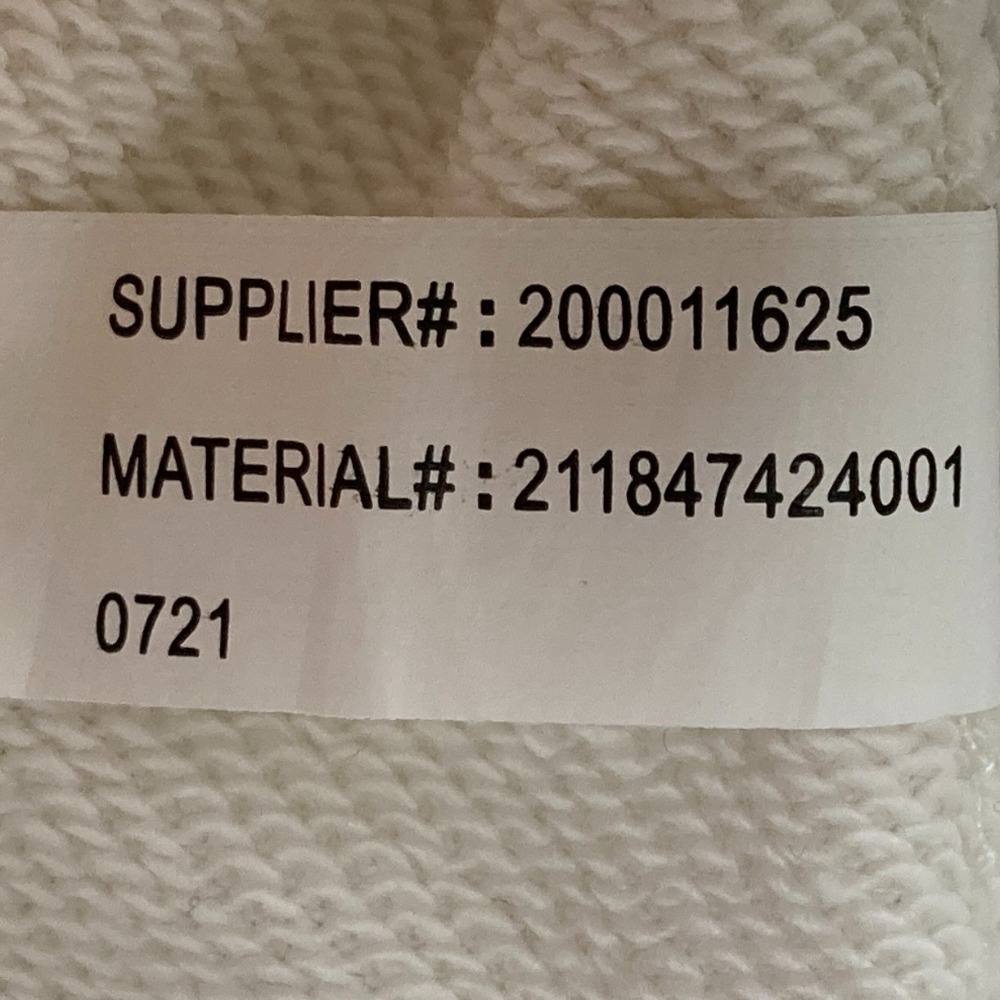 SUPPLIER# : 200011625
MATERIAL# : 211847424001
0721